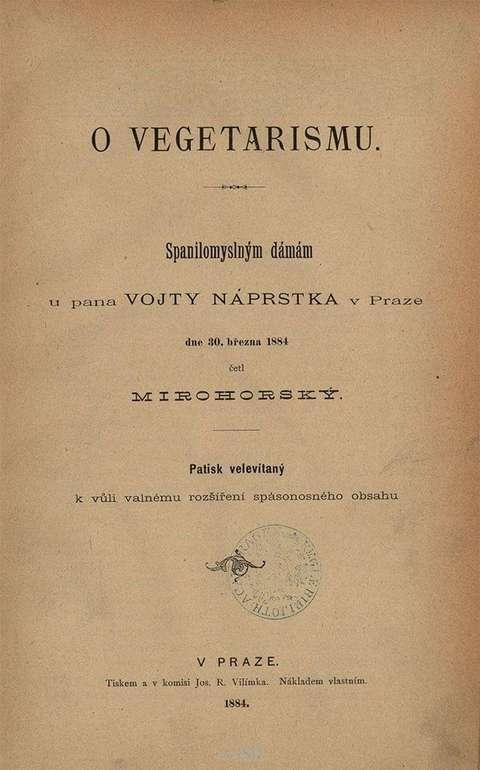 O VEGETARISMU.
Spanilomyslným dámám
u pana VOJTY NÁPRSTKA v Praze
dne 30. března 1884
četl
MIROHORSKÝ.
Patisk velevítaný
k vůli valnému rozšíření spásonosného obsahu
V PRAZE.
Tiskem a v komisi Jos. R. Vilímka. Nákladem vlastním.
1884.